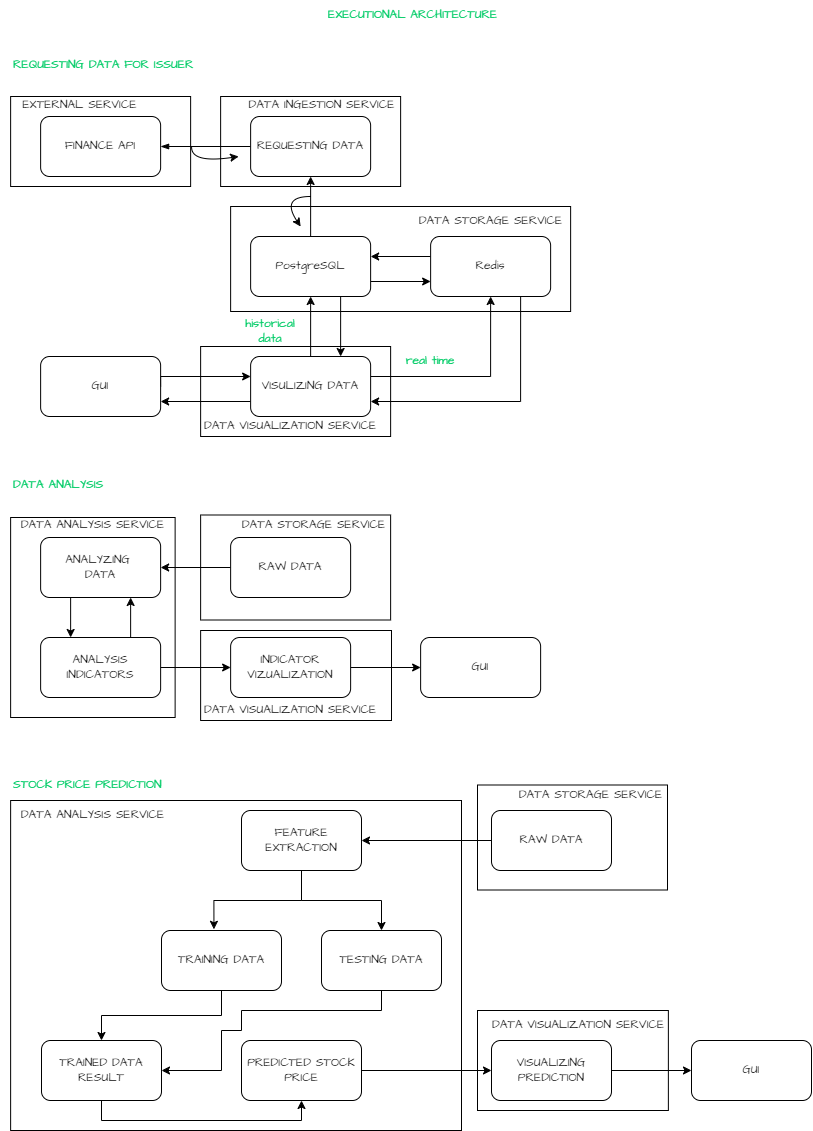 EXECUTIONAL ARCHITECTURE
REQUESTING DATA FOR ISSUER
EXTERNAL SERVICE
DATA INGESTION SERVICE
FINANCE API
REQUESTING DATA
DATA STORAGE SERVICE
PostgreSQL
Redis
historical
data
real time
GUI
VISULIZING DATA
DATA VISUALIZATION SERVICE
DATA ANALYSIS
DATA ANALYSIS SERVICE
DATA STORAGE SERVICE
ANALYZING
DATA
RAW DATA
ANALYSIS
INDICATORS
INDICATOR
VIZUALIZATION
GUI
DATA VISUALIZATION SERVICE
STOCK PRICE PREDICTION
DATA STORAGE SERVICE
DATA ANALYSIS SERVICE
FEATURE
EXTRACTION
RAW DATA
TRAINING DATA
TESTING DATA
DATA VISUALIZATION SERVICE
TRAINED DATA
RESULT
PREDICTED STOCK
PRICE
VISUALIZING
PREDICTION
GUI